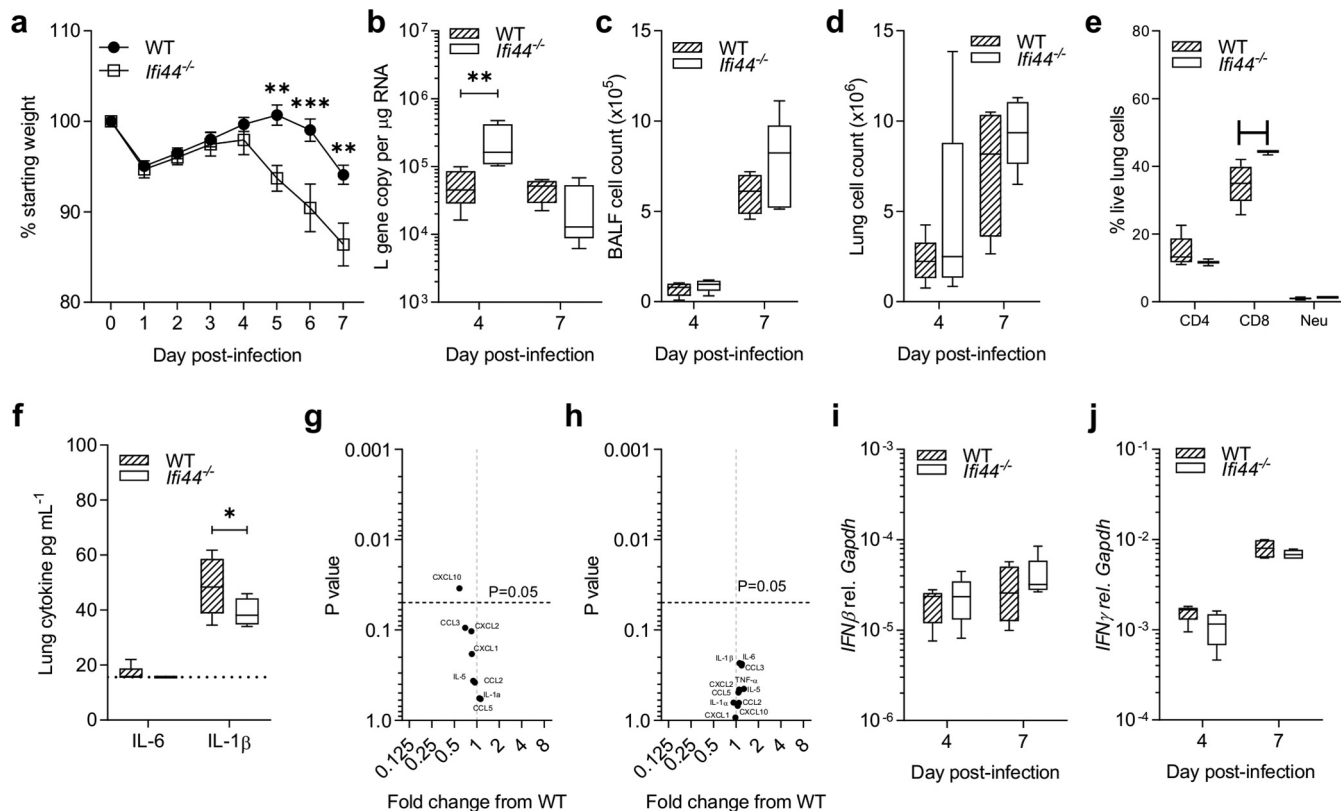 a
% starting weight
100
100
90
80
WT
Ifi44-/-
**
***
**
0 1 2 3 4 5 6 7
Day post-infection
b
L gene copy per μg RNA
WT
Ifi44-/-
10^7
10^6
10^5
10^4
10^3
**
4 7
Day post-infection
c
BALF cell count (x10^5)
WT
Ifi44-/-
15
10
5
0
4 7
Day post-infection
d
Lung cell count (x10^6)
WT
Ifi44-/-
15
10
5
0
4 7
Day post-infection
e
% live lung cells
WT
Ifi44-/-
80
60
40
20
0
CD4 CD8 Neu
f
Lung cytokine pg mL^-1
WT
Ifi44-/-
100
80
60
40
20
0
*
IL-6 IL-1β
g
P value
0.001
0.01
0.1
1.0
P=0.05
CXCL10
CCL3
CXCL2
CXCL1
IL-5
CCL2
IL-1a
CCL5
0.125 0.25 0.5 1 2 4 8
Fold change from WT
h
P value
0.001
0.01
0.1
1.0
P=0.05
IL-1β
IL-6
CCL3
TNF-α
CXCL2
IL-5
CCL5
IL-1α
CCL2
CXCL10
CXCL1
0.125 0.25 0.5 1 2 4 8
Fold change from WT
i
IFNβ rel. Gapdh
WT
Ifi44-/-
10^-3
10^-4
10^-5
10^-6
4 7
Day post-infection
j
IFNγ rel. Gapdh
WT
Ifi44-/-
10^-1
10^-2
10^-3
10^-4
4 7
Day post-infection